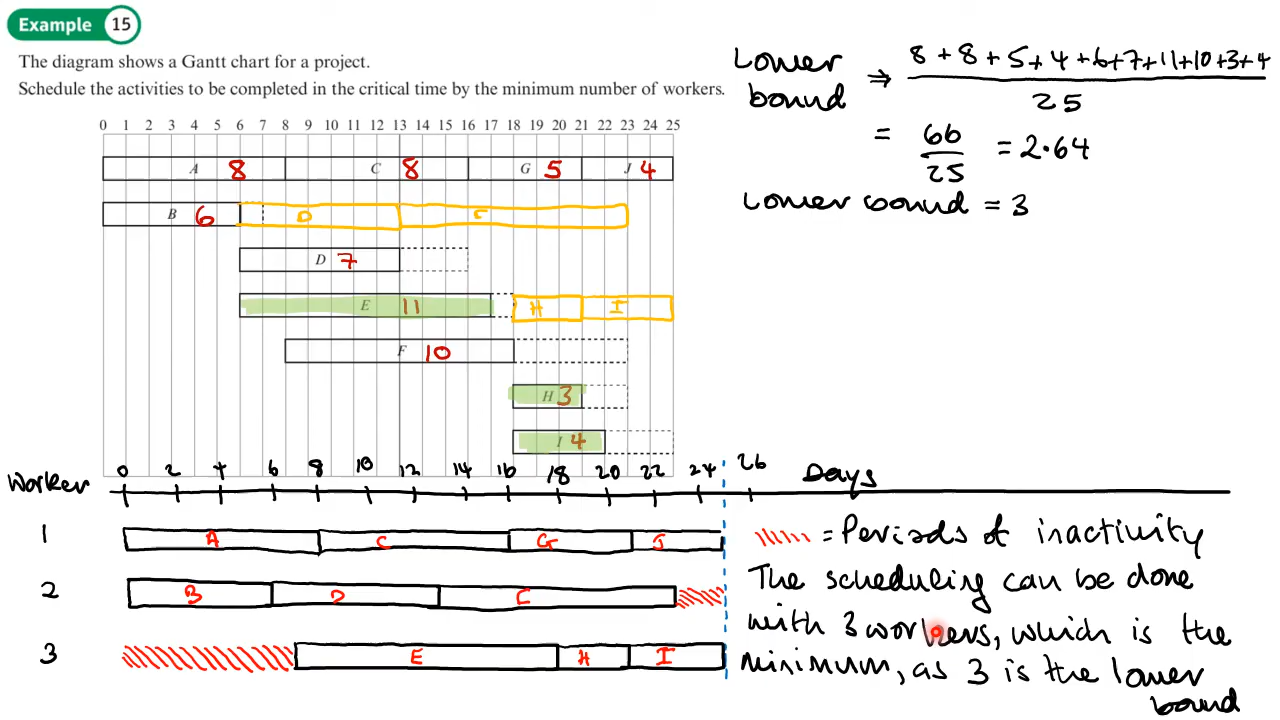 Example 15
The diagram shows a Gantt chart for a project.
Schedule the activities to be completed in the critical time by the minimum number of workers.
Lower bound ⇒ 8+8+5+4+6+7+11+10+3+4
25
= 66/25 = 2.64
Lower bound = 3
0 1 2 3 4 5 6 7 8 9 10 11 12 13 14 15 16 17 18 19 20 21 22 23 24 25
A 8 C 8 G 5 J 4
B 6 D F
D 7
E 11 H I
F 10
H 3
I 4
0 2 4 6 8 10 12 14 16 18 20 22 24 26 Days
Worker
1 A C G J
2 B D F
3 E H I
= Periods of inactivity
The scheduling can be done
with 3 workers, which is the
minimum, as 3 is the lower
bound